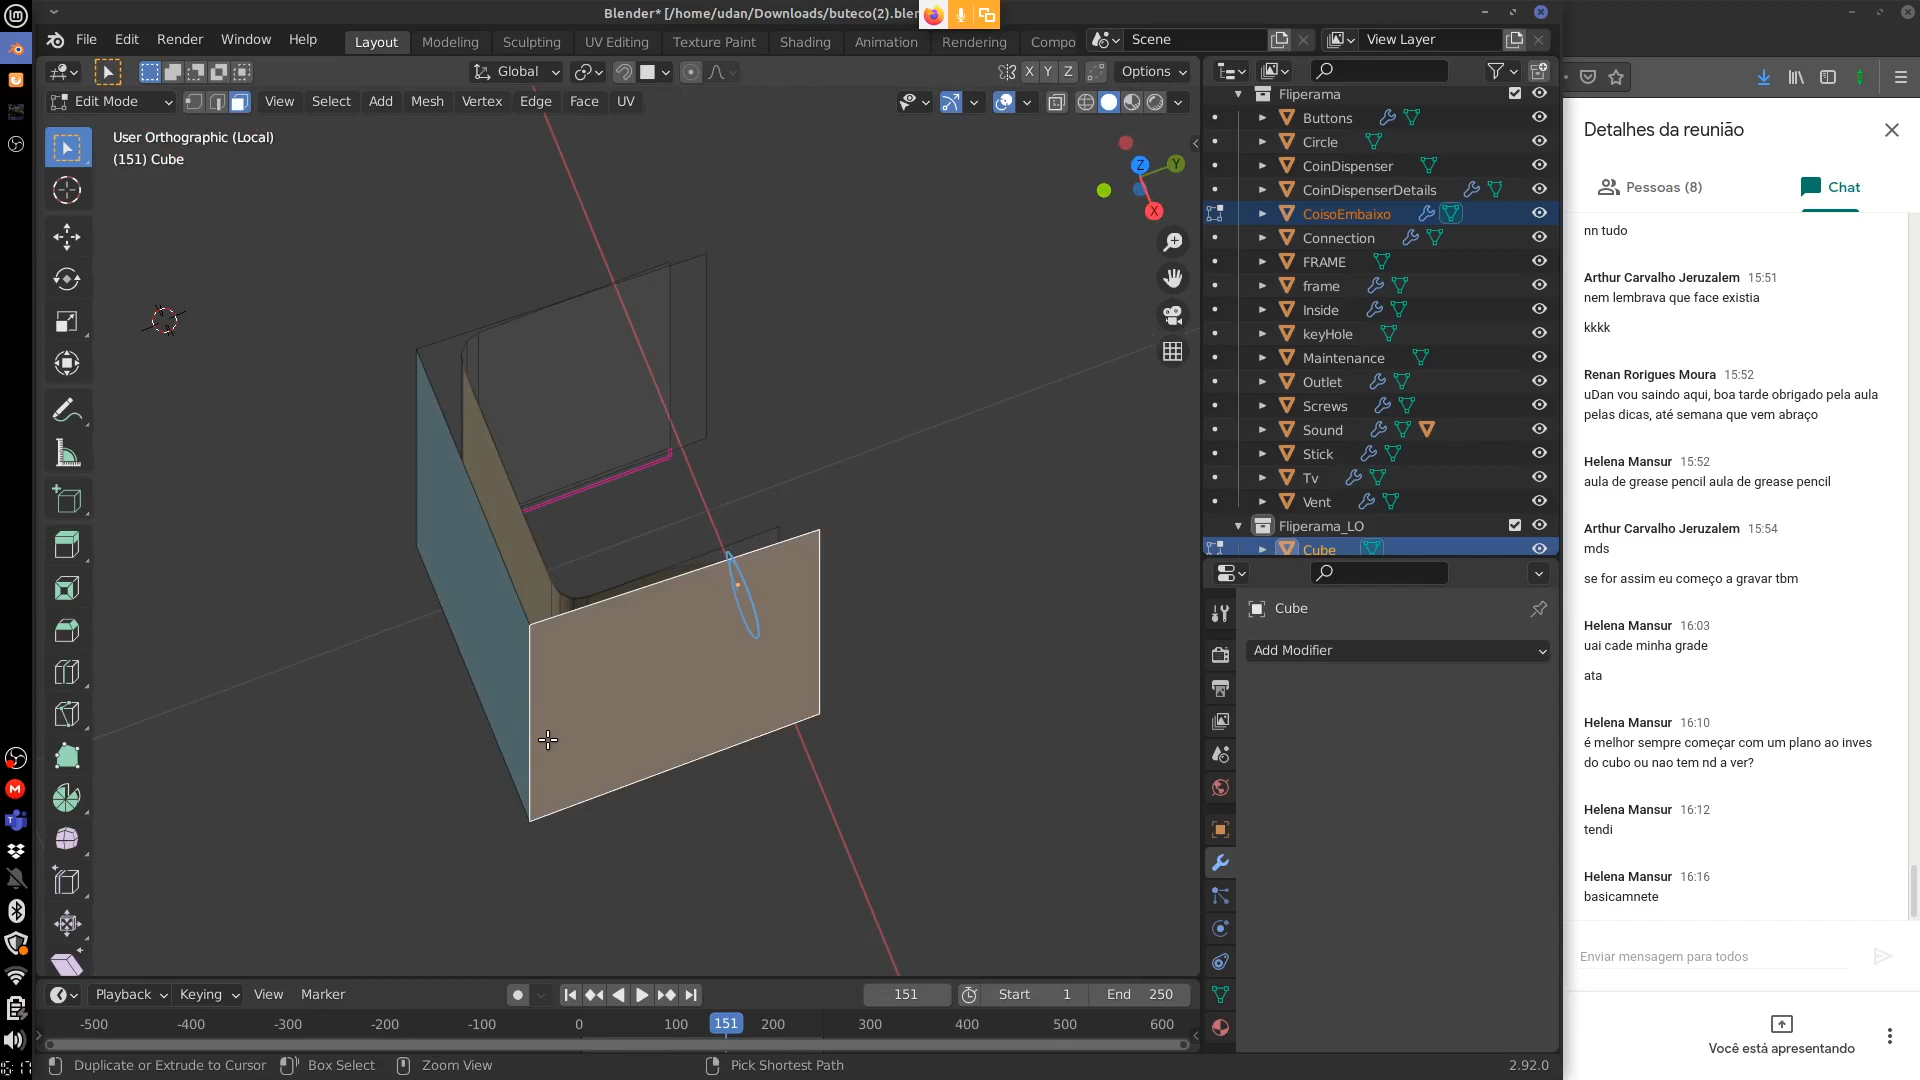 Blender* [/home/udan/Downloads/buteco(2).blen
File Edit Render Window Help
Layout Modeling Sculpting UV Editing Texture Paint Shading Animation Rendering Compo
Scene
View Layer
Global
X Y Z
Options
Edit Mode
View Select Add Mesh Vertex Edge Face UV
User Orthographic (Local)
(151) Cube
Z
Y
X
Fliperama
Buttons
Circle
CoinDispenser
CoinDispenserDetails
CoisoEmbaixo
Connection
FRAME
frame
Inside
keyHole
Maintenance
Outlet
Screws
Sound
Stick
Tv
Vent
Fliperama_LO
Cube
Cube
Add Modifier
Playback Keying View Marker
151
Start 1
End 250
-500 -400 -300 -200 -100 0 100 151 200 300 400 500 600
Duplicate or Extrude to Cursor
Box Select
Zoom View
Pick Shortest Path
2.92.0
Detalhes da reunião
Pessoas (8)
Chat
nn tudo
Arthur Carvalho Jeruzalem 15:51
nem lembrava que face existia
kkkk
Renan Rorigues Moura 15:52
uDan vou saindo aqui, boa tarde obrigado pela aula
pelas dicas, até semana que vem abraço
Helena Mansur 15:52
aula de grease pencil aula de grease pencil
Arthur Carvalho Jeruzalem 15:54
mds
se for assim eu começo a gravar tbm
Helena Mansur 16:03
uai cade minha grade
ata
Helena Mansur 16:10
é melhor sempre começar com um plano ao inves
do cubo ou nao tem nd a ver?
Helena Mansur 16:12
tendi
Helena Mansur 16:16
basicamnete
Enviar mensagem para todos
Você está apresentando